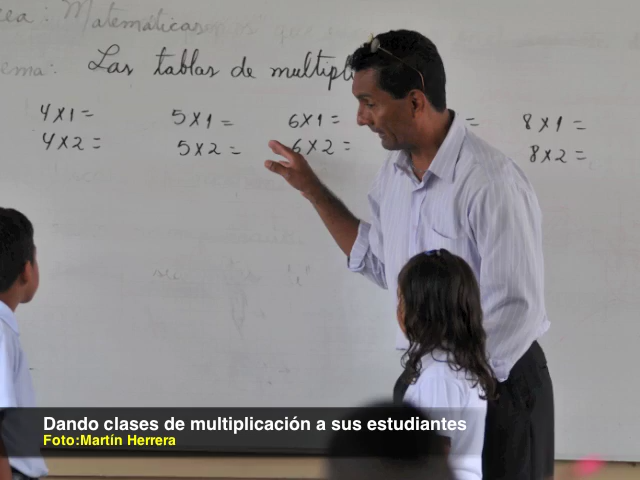 Matemáticas
Las tablas de multipli
4x1= 5x1= 6x1= = 8x1=
4x2= 5x2= 6x2= 8x2=
Dando clases de multiplicación a sus estudiantes
Foto:Martín Herrera